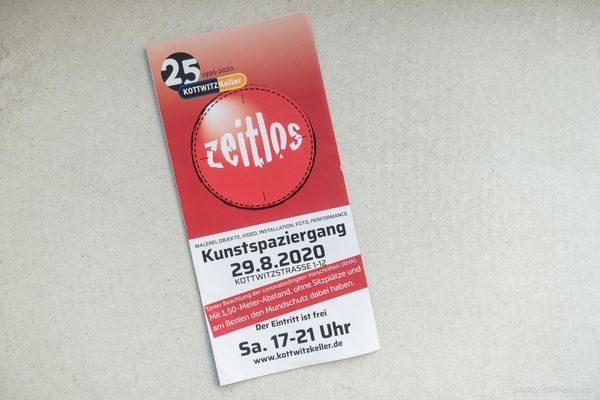 25
1996-2020
KOTTWITZKeller
zeitlos
MALEREI, OBJEKTE, VIDEO, INSTALLATION, FOTO, PERFORMANCE
Kunstspaziergang
29.8.2020
KOTTWITZSTRASSE 1-12
Unter Beachtung der coronabedingten Vorschriften (AHA).
Mit 1,50-Meter-Abstand, ohne Sitzplätze und
am Besten den Mundschutz dabei haben.
Der Eintritt ist frei
Sa. 17-21 Uhr
www.kottwitzkeller.de